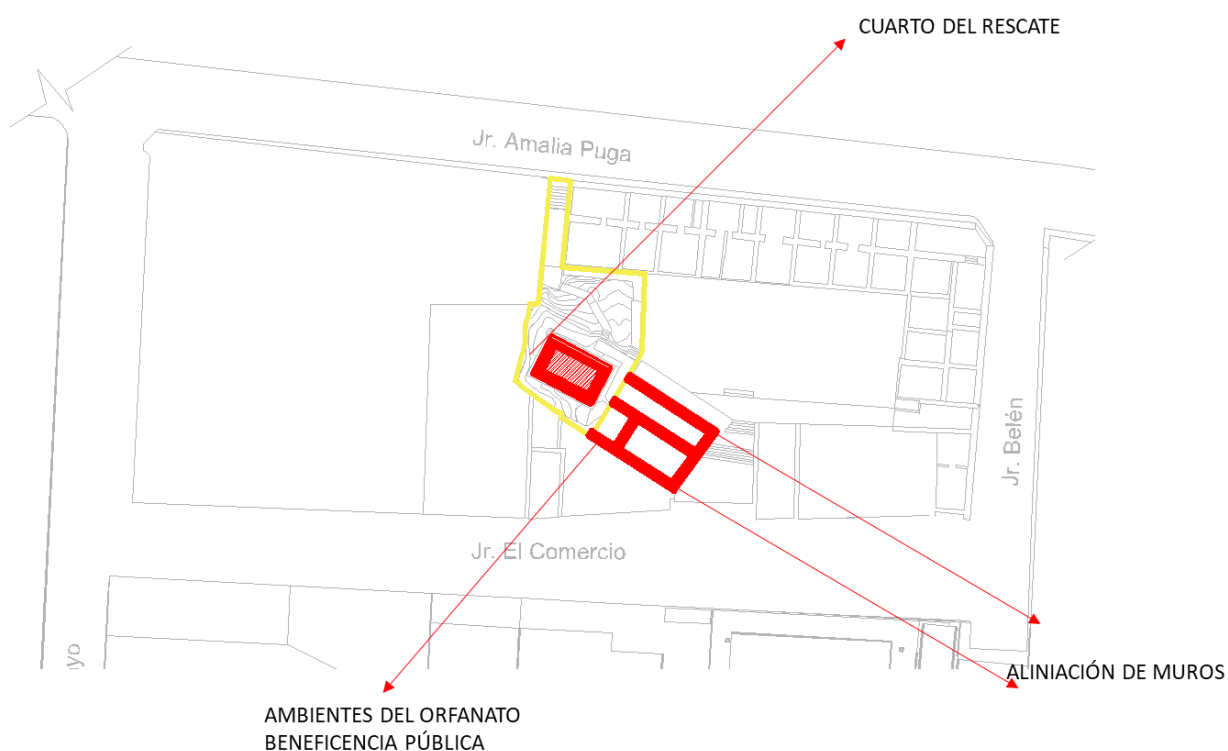 CUARTO DEL RESCATE
Jr. Amalia Puga
Jr. Belén
Jr. El Comercio
yo
ALINIACIÓN DE MUROS
AMBIENTES DEL ORFANATO
BENEFICENCIA PÚBLICA